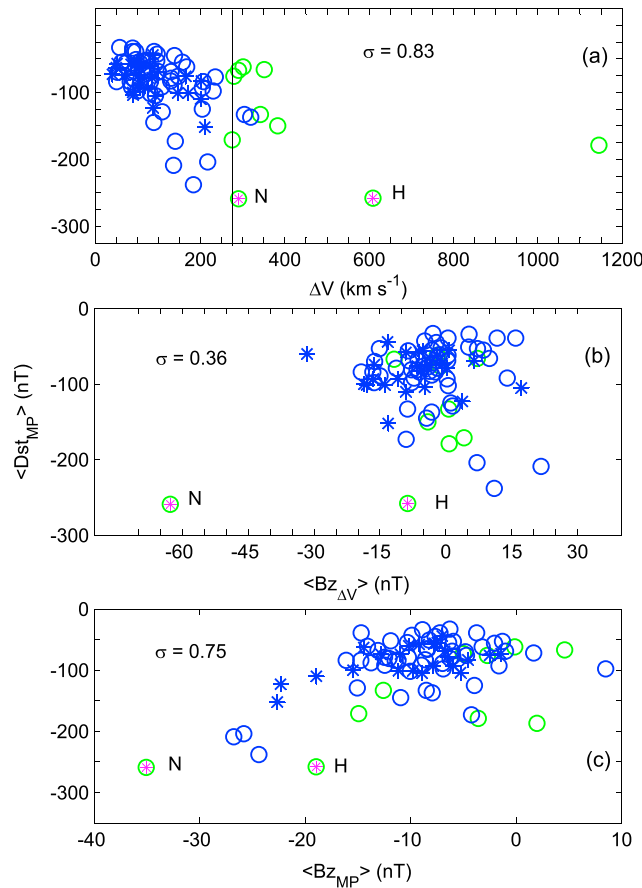 0
-100
-200
-300
σ = 0.83
(a)
N
H
0 200 400 600 800 1000 1200
ΔV (km s⁻¹)
0
-100
-200
-300
σ = 0.36
(b)
N
H
-60 -45 -30 -15 0 15 30
<Bz_ΔV> (nT)
<Dst_MP> (nT)
0
-100
-200
-300
σ = 0.75
(c)
N
H
-40 -30 -20 -10 0 10
<Bz_MP> (nT)